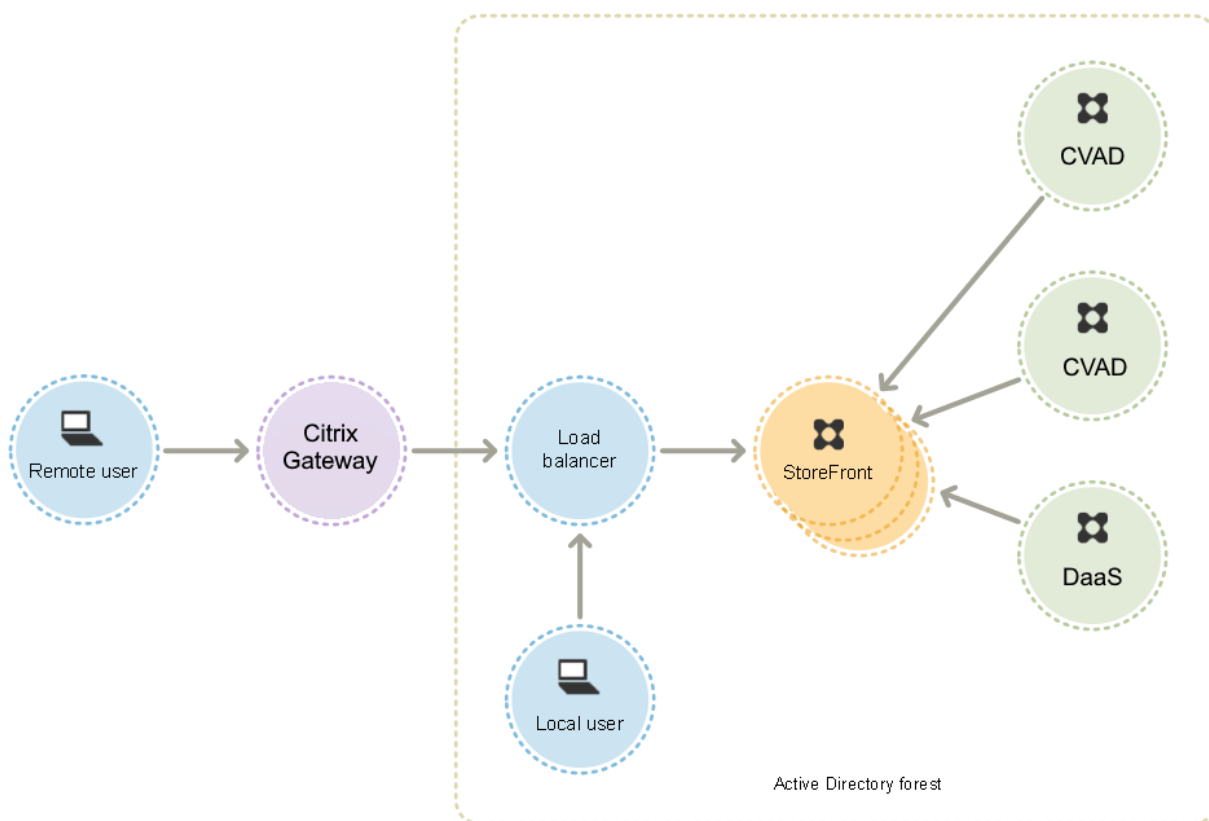 CVAD
CVAD
Remote user
Citrix
Gateway
Load
balancer
StoreFront
DaaS
Local user
Active Directory forest